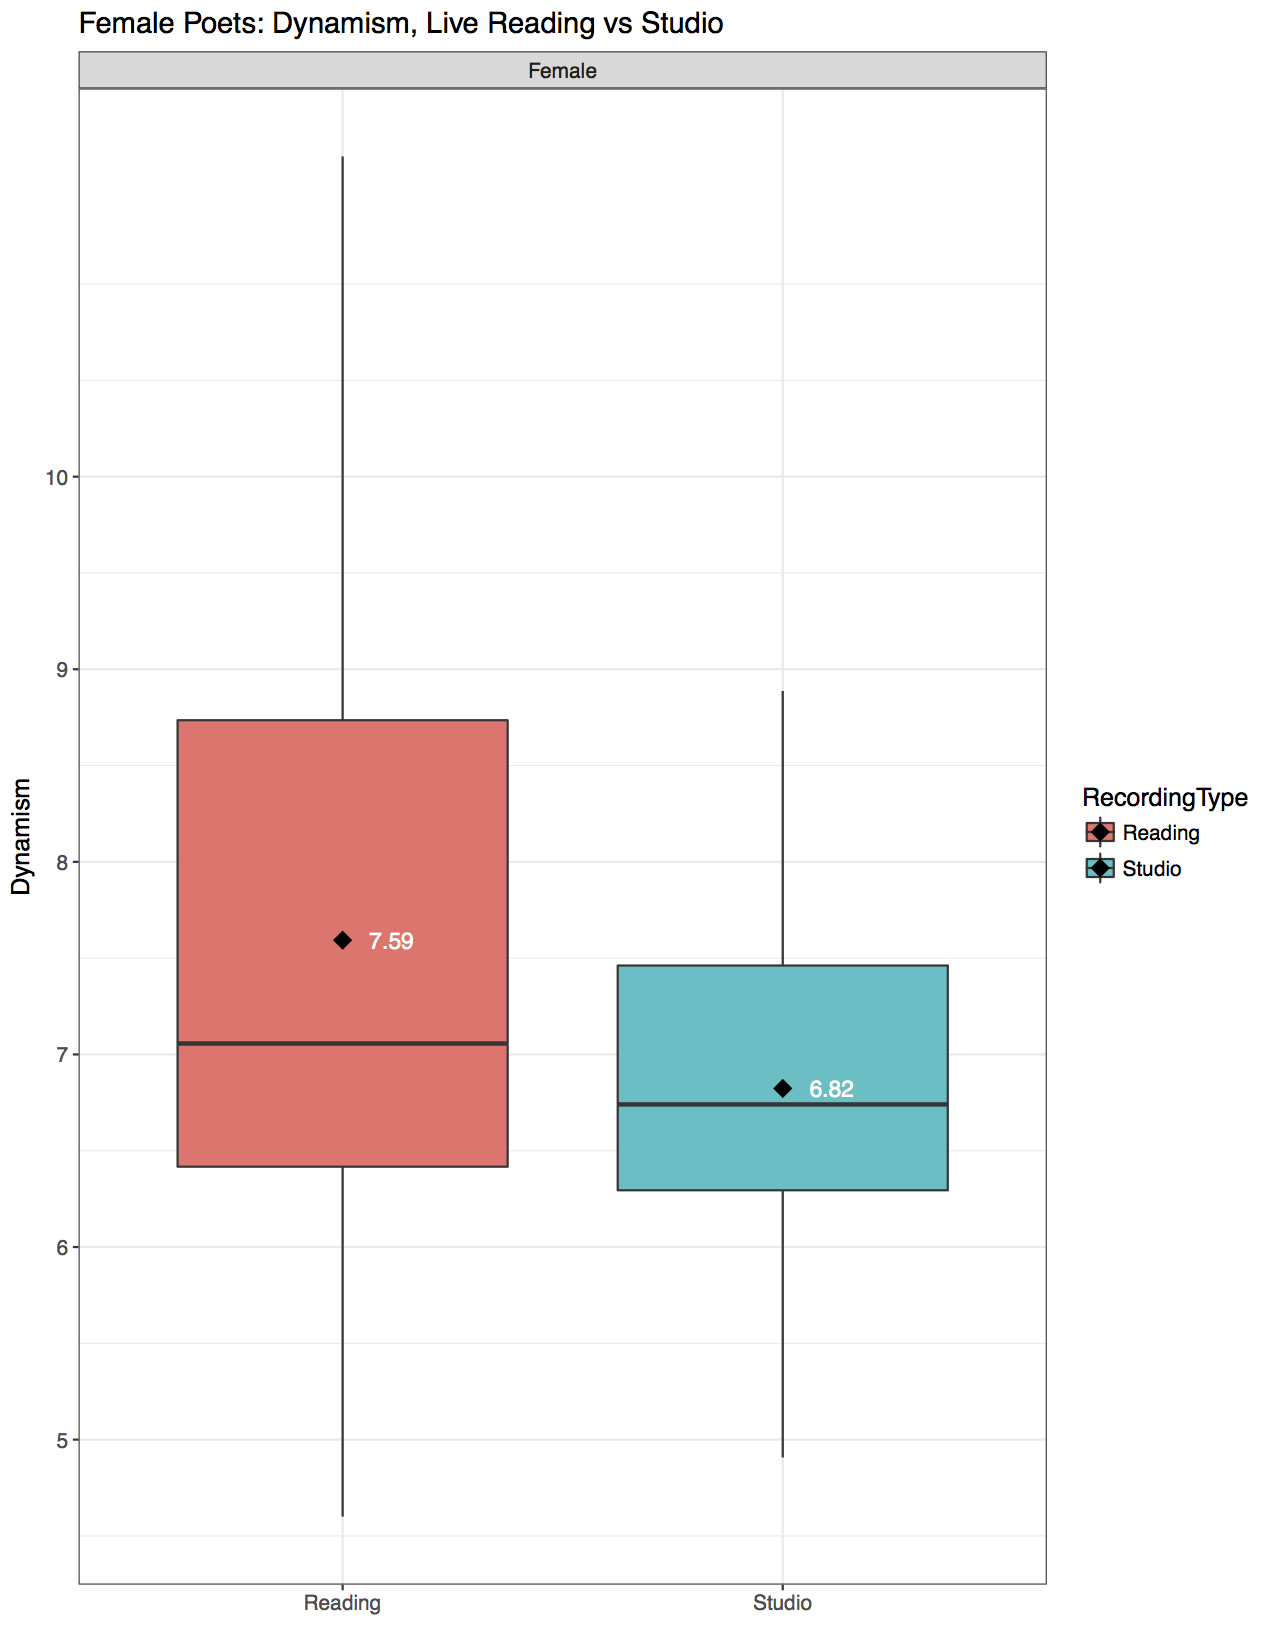 Female Poets: Dynamism, Live Reading vs Studio
Female
10
9
8
7
6
5
Dynamism
7.59
6.82
Reading
Studio
RecordingType
Reading
Studio